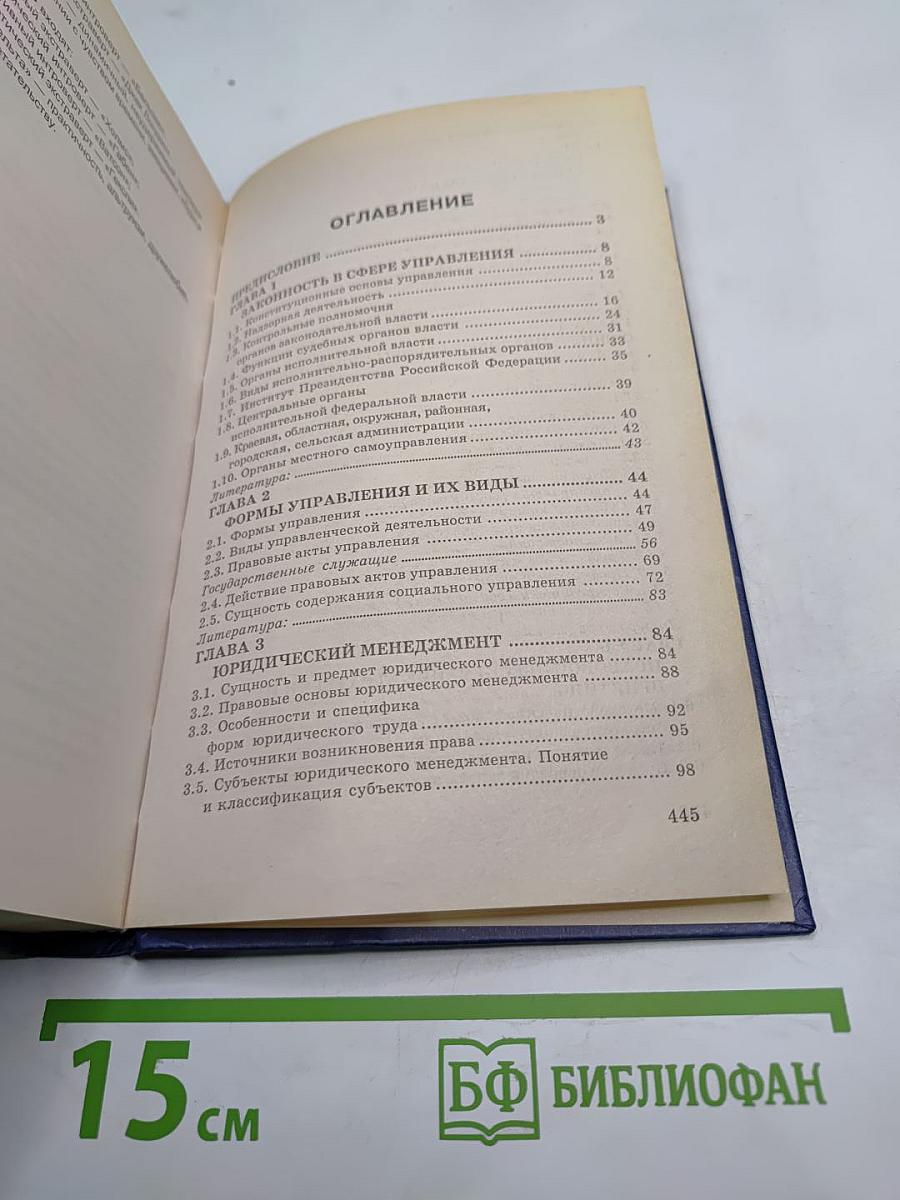 ОГЛАВЛЕНИЕ
ПРЕДИСЛОВИЕ ........ 3
ГЛАВА 1
ЗАКОННОСТЬ В СФЕРЕ УПРАВЛЕНИЯ ........ 8
1.1. Конституционные основы управления ........ 8
1.2. Надзорная деятельность ........ 12
1.3. Контрольные полномочия
органов законодательной власти ........ 16
1.4. Функции судебных органов власти ........ 24
1.5. Органы исполнительной власти ........ 31
1.6. Виды исполнительно-распорядительных органов ........ 33
1.7. Институт Президентства Российской Федерации ........ 35
1.8. Центральные органы
исполнительной федеральной власти ........ 39
1.9. Краевая, областная, окружная, районная,
городская, сельская администрации ........ 40
1.10. Органы местного самоуправления ........ 42
Литература: ........ 43
ГЛАВА 2
ФОРМЫ УПРАВЛЕНИЯ И ИХ ВИДЫ ........ 44
2.1. Формы управления ........ 44
2.2. Виды управленческой деятельности ........ 47
2.3. Правовые акты управления ........ 49
Государственные служащие ........ 56
2.4. Действие правовых актов управления ........ 69
2.5. Сущность содержания социального управления ........ 72
Литература: ........ 83
ГЛАВА 3
ЮРИДИЧЕСКИЙ МЕНЕДЖМЕНТ ........ 84
3.1. Сущность и предмет юридического менеджмента ........ 84
3.2. Правовые основы юридического менеджмента ........ 88
3.3. Особенности и специфика
форм юридического труда ........ 92
3.4. Источники возникновения права ........ 95
3.5. Субъекты юридического менеджмента. Понятие
и классификация субъектов ........ 98
445
15 см
БФ БИБЛИОФАН